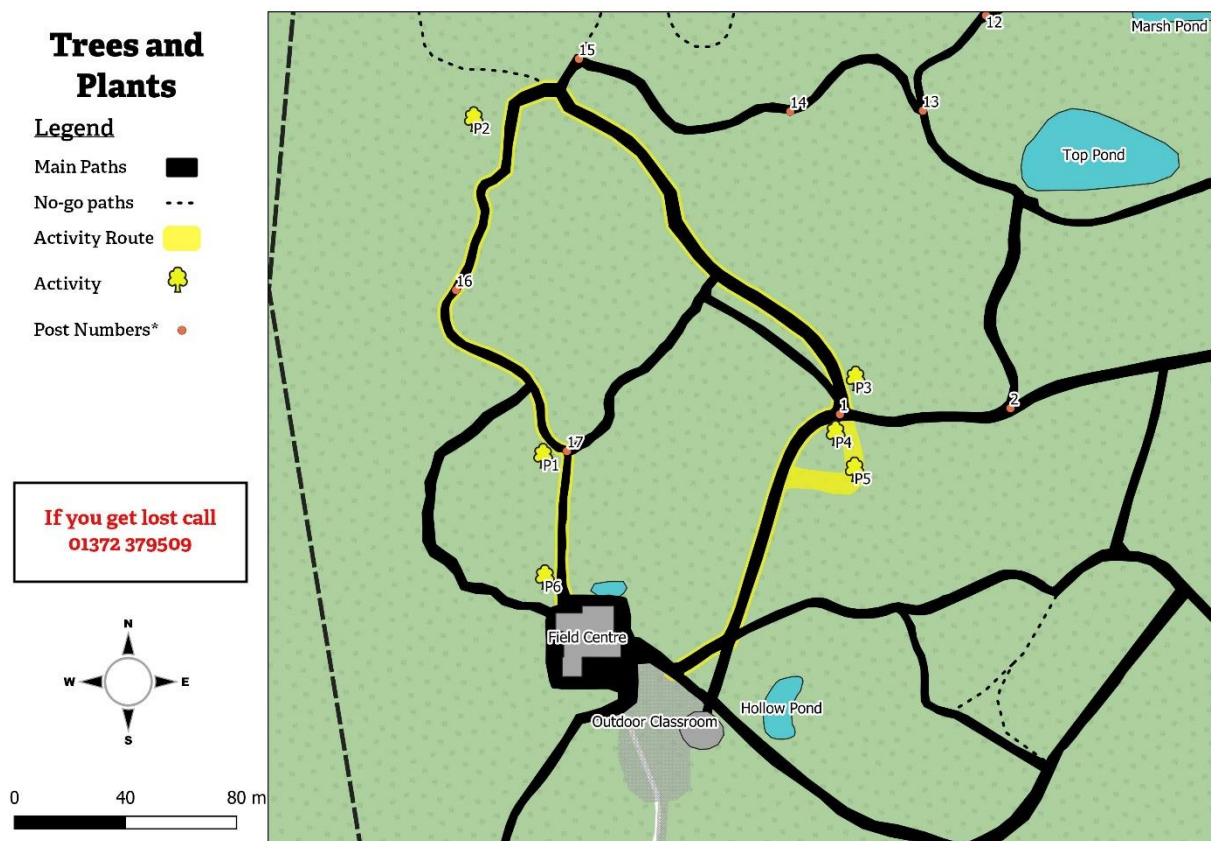 Trees and
Plants
Legend
Main Paths
No-go paths
Activity Route
Activity
Post Numbers*
If you get lost call
01372 379509
N
W
E
S
0
40
80 m
12
Marsh Pond
15
14
13
P2
Top Pond
16
P3
1
2
P4
17
P1
P5
P6
Field Centre
Hollow Pond
Outdoor Classroom